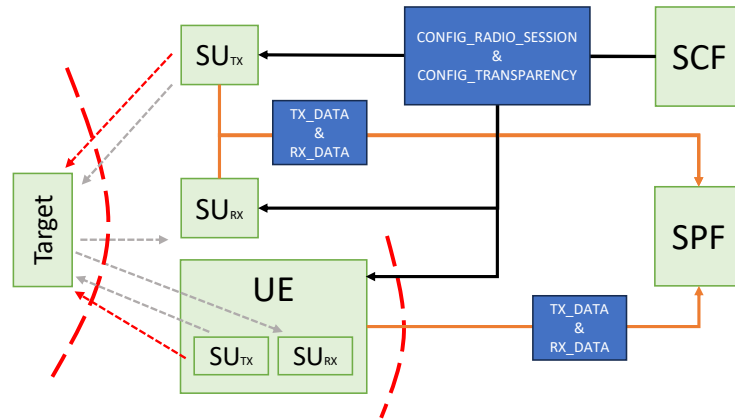 SUTX
CONFIG_RADIO_SESSION
&
CONFIG_TRANSPARENCY
SCF
TX_DATA
&
RX_DATA
Target
SURX
SPF
UE
SUTX
SURX
TX_DATA
&
RX_DATA